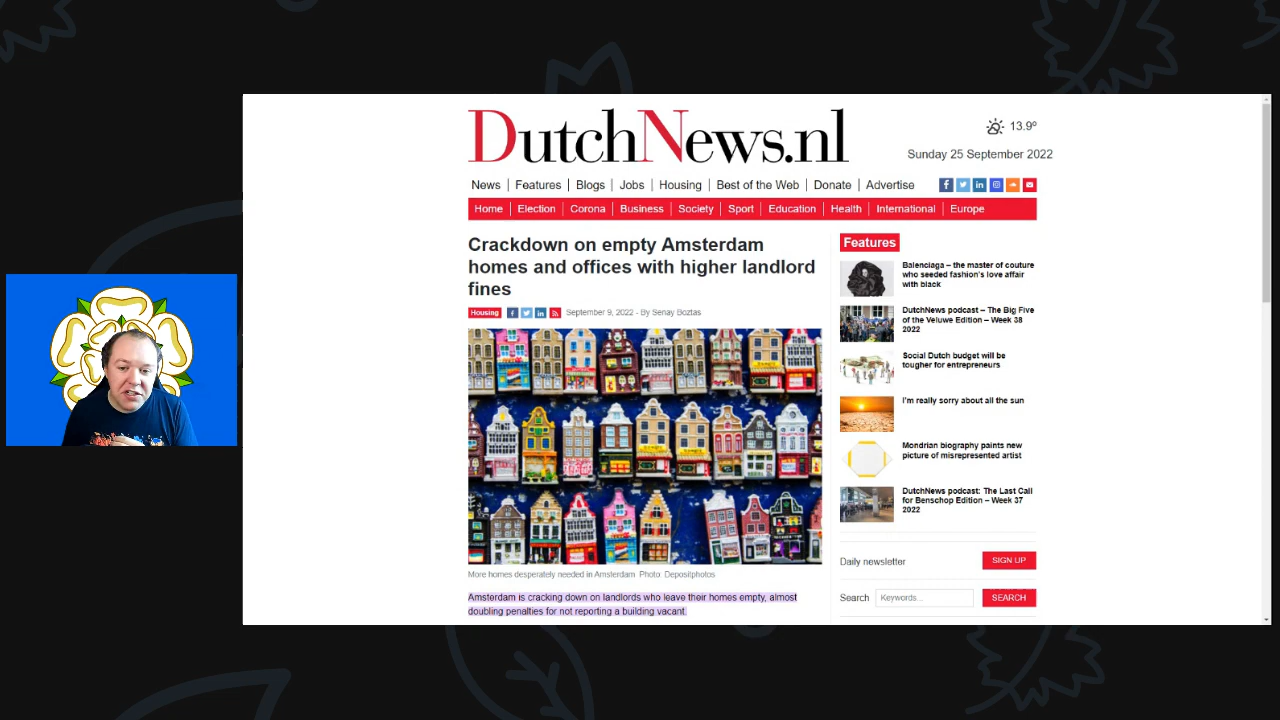 DutchNews.nl
13.9º
Sunday 25 September 2022
News
Features
Blogs
Jobs
Housing
Best of the Web
Donate
Advertise
Home
Election
Corona
Business
Society
Sport
Education
Health
International
Europe
Crackdown on empty Amsterdam
homes and offices with higher landlord
fines
Housing
September 9, 2022 - By Senay Boztas
More homes desperately needed in Amsterdam Photo: Depositphotos
Amsterdam is cracking down on landlords who leave their homes empty, almost
doubling penalties for not reporting a building vacant.
Features
Balenciaga – the master of couture
who seeded fashion's love affair
with black
DutchNews podcast – The Big Five
of the Veluwe Edition – Week 38
2022
Social Dutch budget will be
tougher for entrepreneurs
I'm really sorry about all the sun
Mondrian biography paints new
picture of misrepresented artist
DutchNews podcast: The Last Call
for Benschop Edition – Week 37
2022
Daily newsletter
SIGN UP
Search
Keywords...
SEARCH